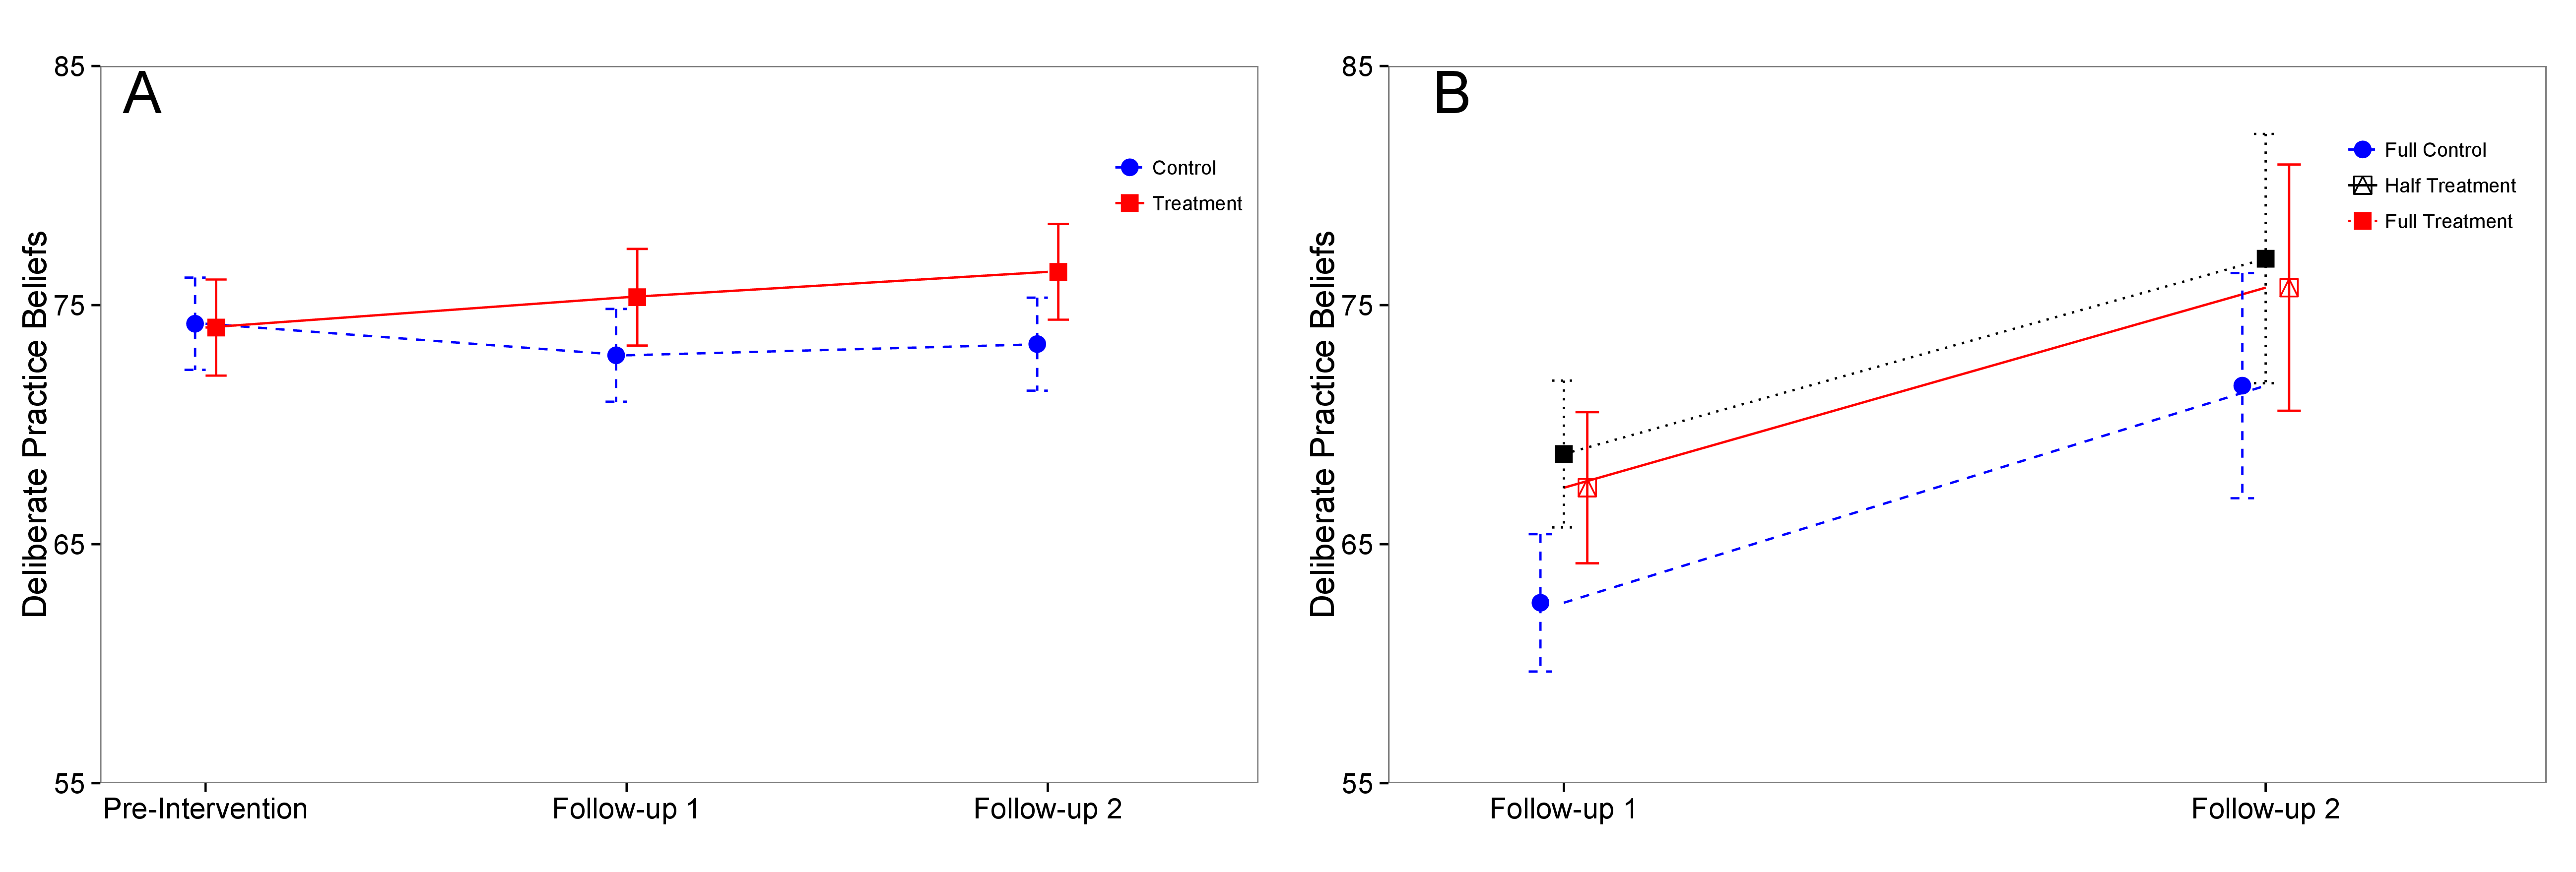 A
85
75
65
55
Deliberate Practice Beliefs
Control
Treatment
Pre-Intervention
Follow-up 1
Follow-up 2
B
85
75
65
55
Deliberate Practice Beliefs
Full Control
Half Treatment
Full Treatment
Follow-up 1
Follow-up 2